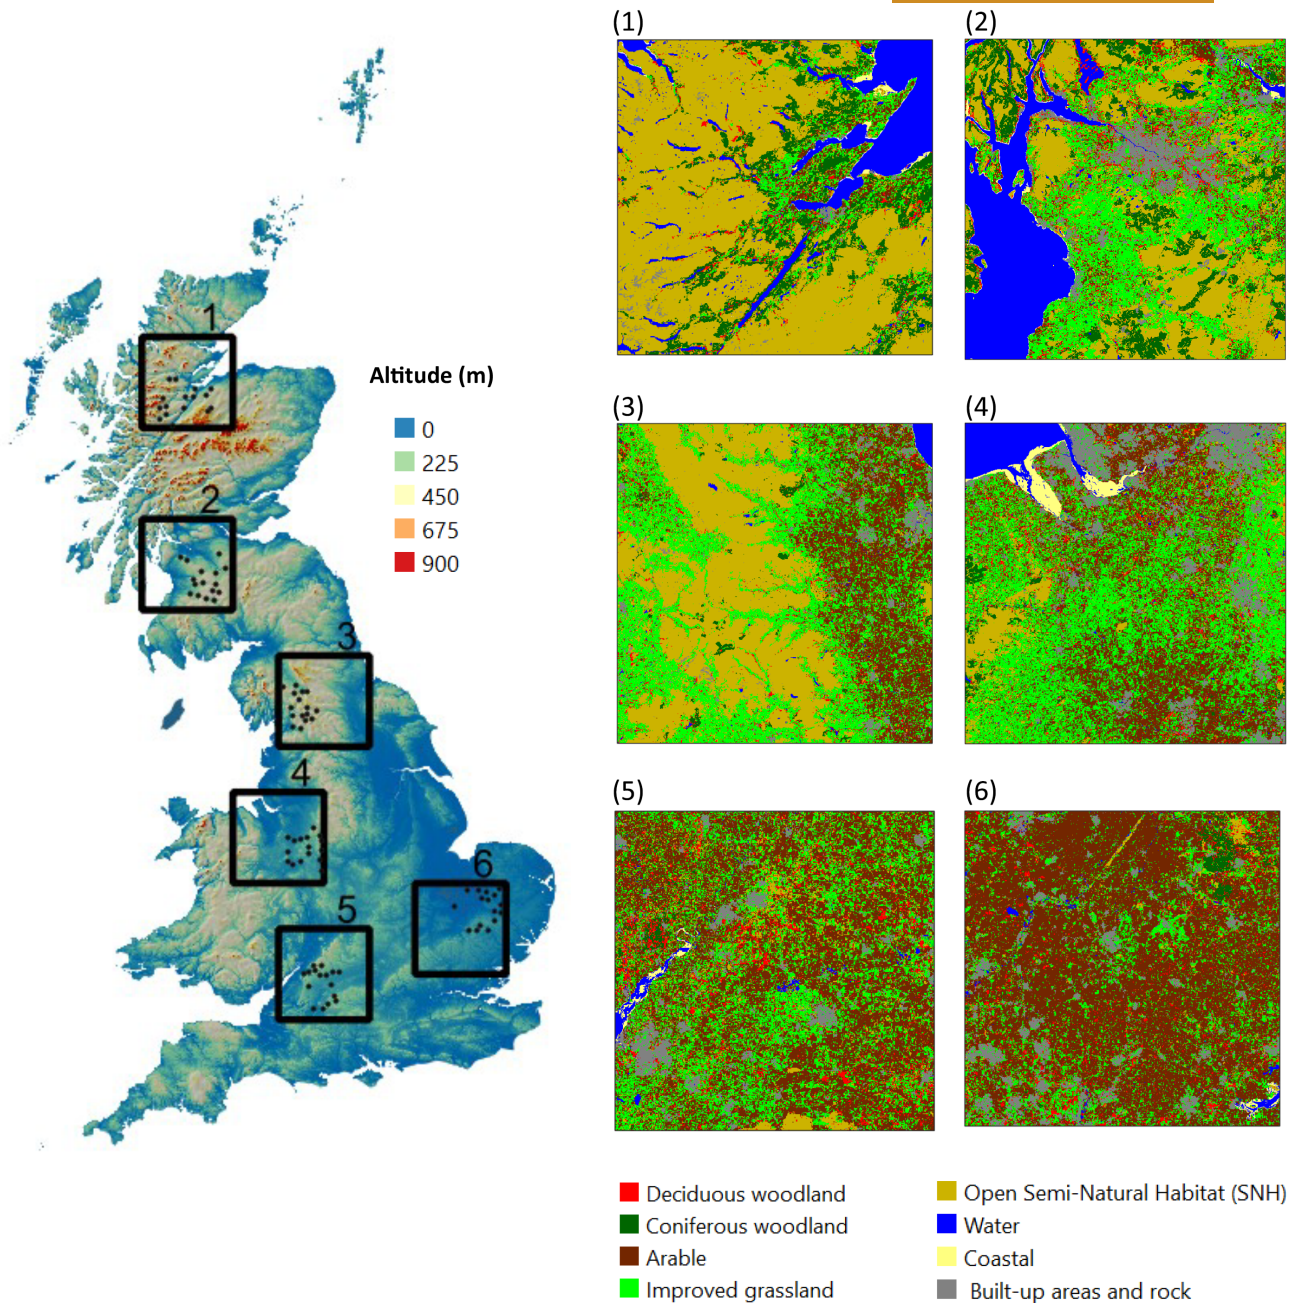 (1)
(2)
1
Altitude (m)
0
225
450
675
900
2
(3)
(4)
3
4
6
5
(5)
(6)
Deciduous woodland
Coniferous woodland
Arable
Improved grassland
Open Semi-Natural Habitat (SNH)
Water
Coastal
Built-up areas and rock